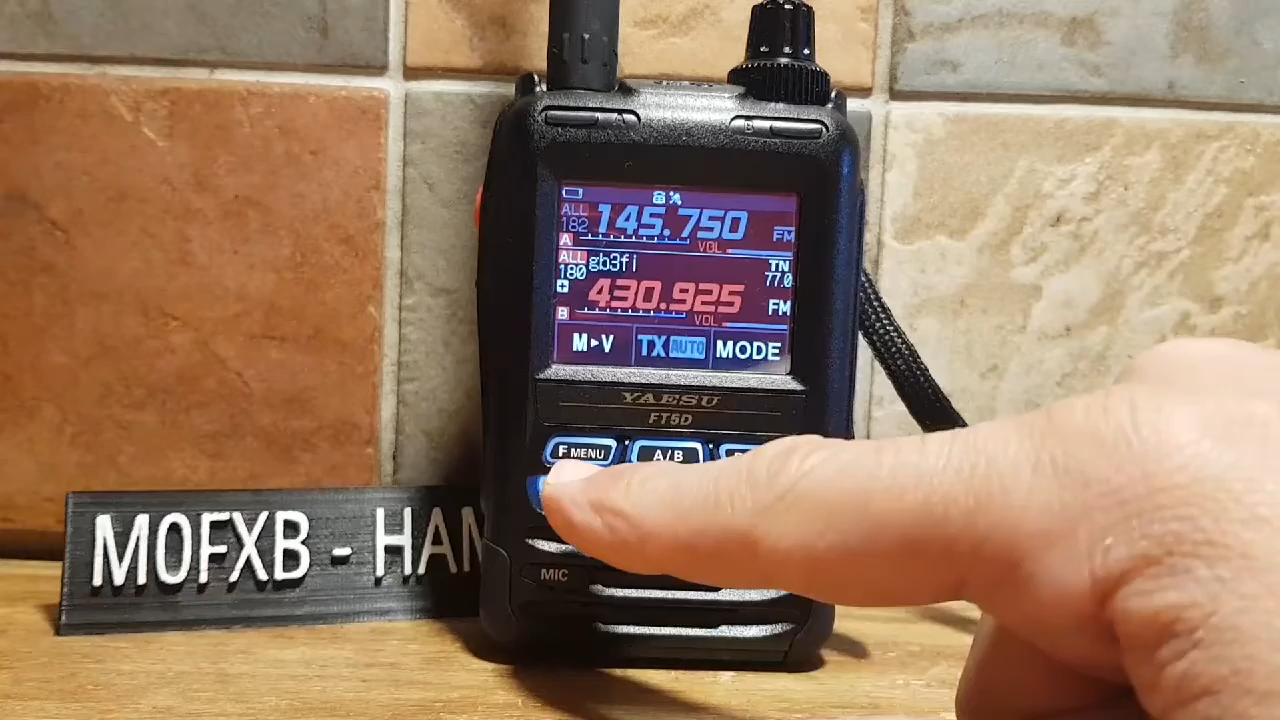 A
B
ALL
182
145.750
FM
A
VOL
ALL
180
gb3fi
TN
77.0
430.925
FM
B
VOL
M▸V
TX AUTO
MODE
YAESU
FT5D
F MENU
A/B
M0FXB - HAM
MIC